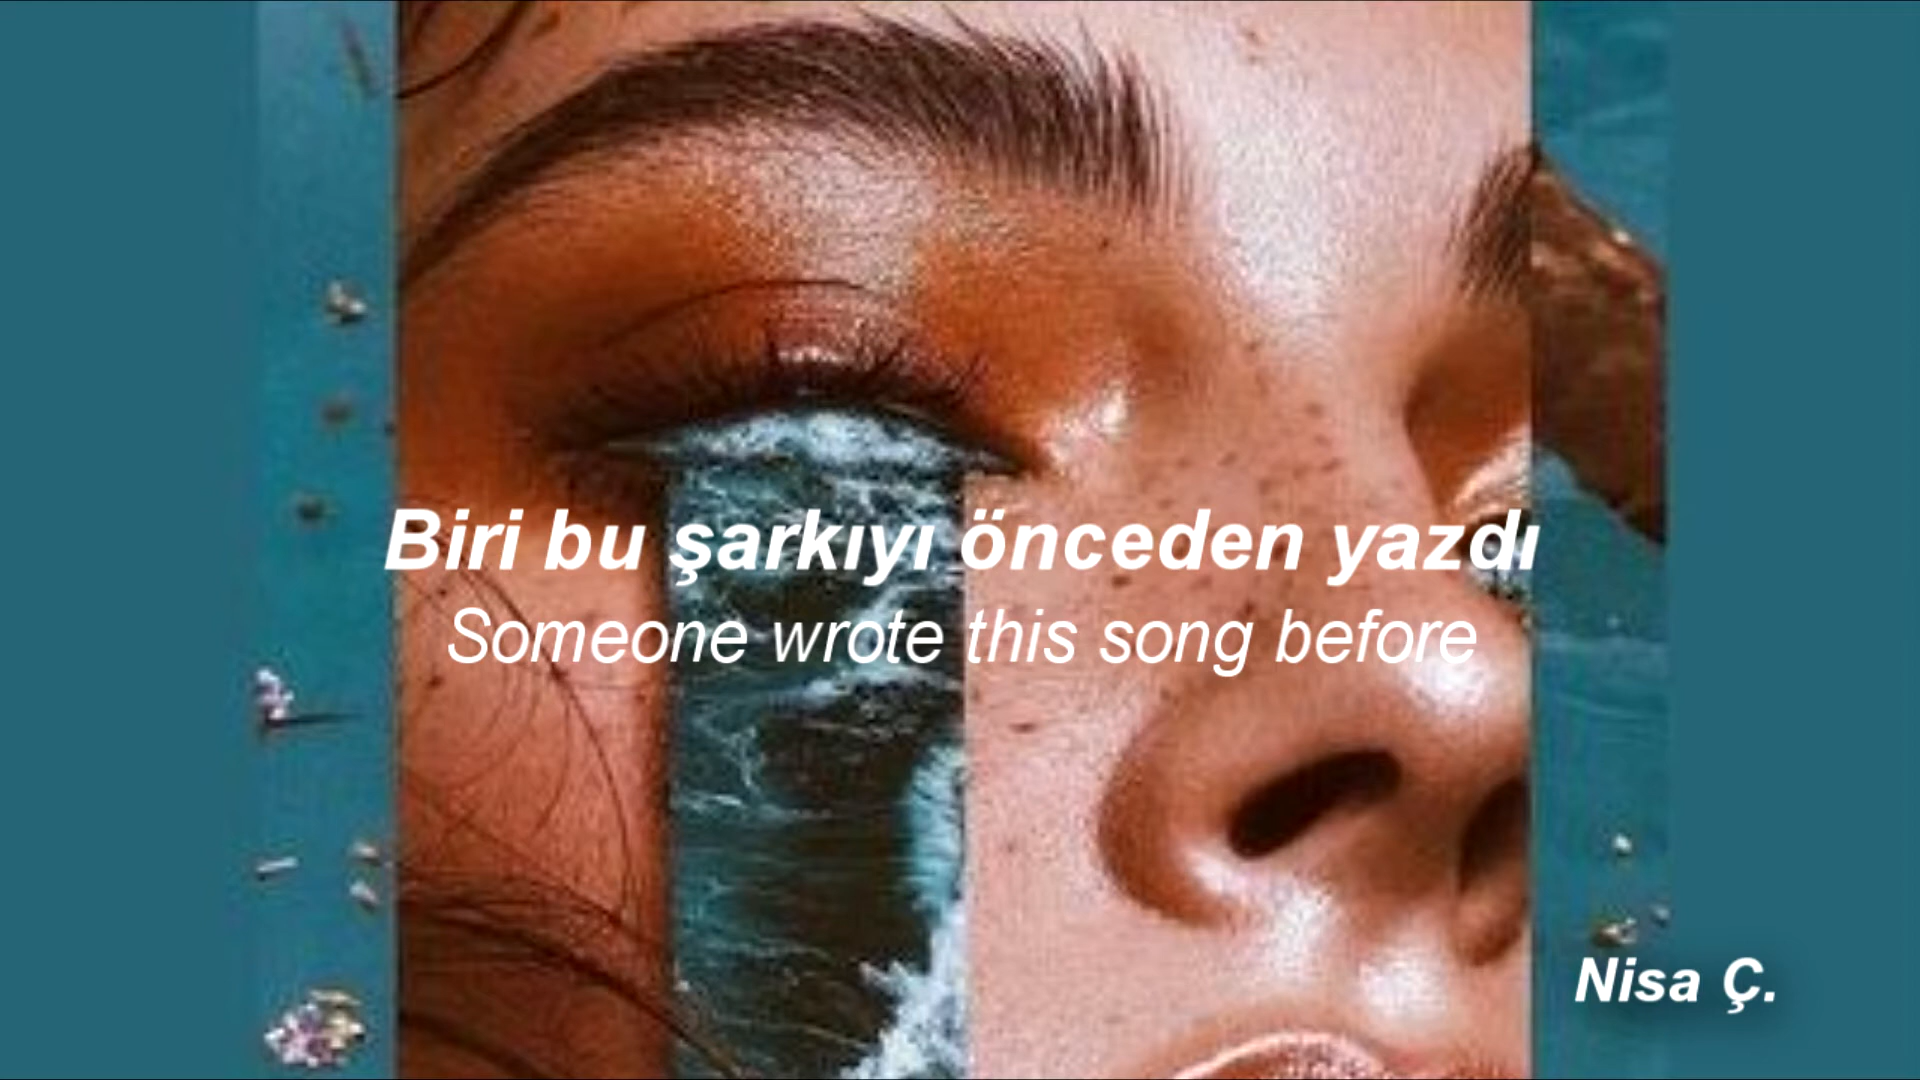 Biri bu şarkıyı önceden yazdı
Someone wrote this song before
Nisa Ç.